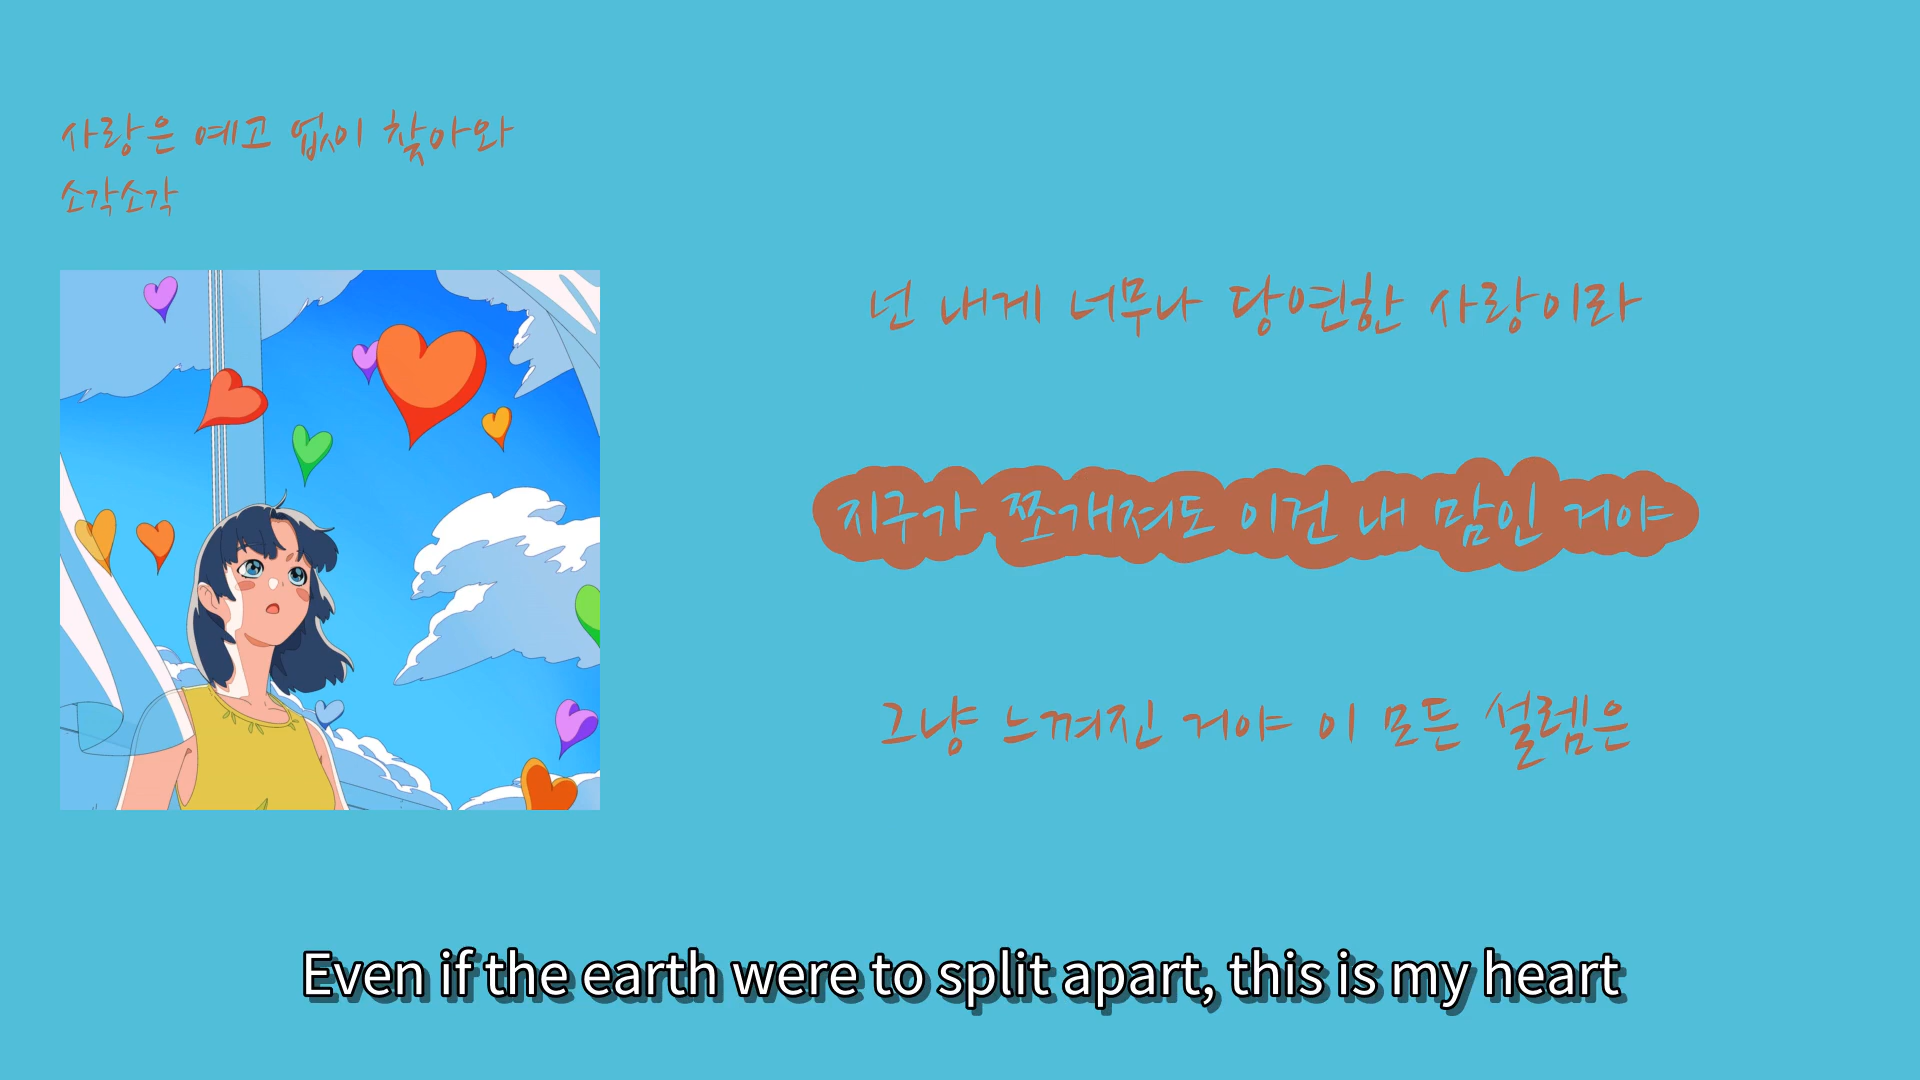 사랑은 예고 없이 찾아와
소각소각
넌 내게 너무나 당연한 사랑이라
지구가 쪼개져도 이건 내 맘인 거야
그냥 느껴진 거야 이 모든 설렘은
Even if the earth were to split apart, this is my heart